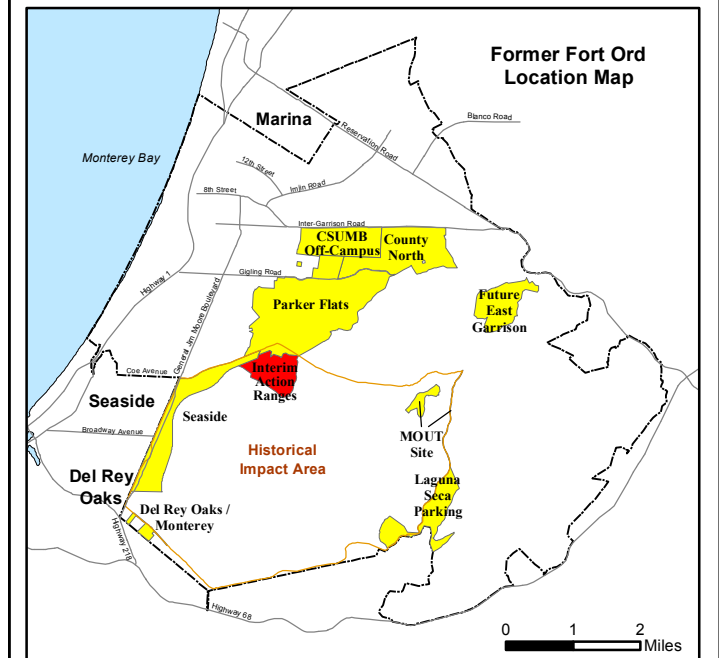 Former Fort Ord
Location Map
Marina
Blanco Road
Reservation Road
Monterey Bay
12th Street
Imjin Road
8th Street
Inter-Garrison Road
CSUMB
Off-Campus
County
North
Gigling Road
Highway 1
General Jim Moore Boulevard
Parker Flats
Future
East
Garrison
Coe Avenue
Interim
Action
Ranges
Seaside
Seaside
Broadway Avenue
MOUT
Site
Historical
Impact Area
Del Rey
Oaks
Laguna
Seca
Parking
Del Rey Oaks /
Monterey
Highway 218
Highway 68
0 1 2
Miles